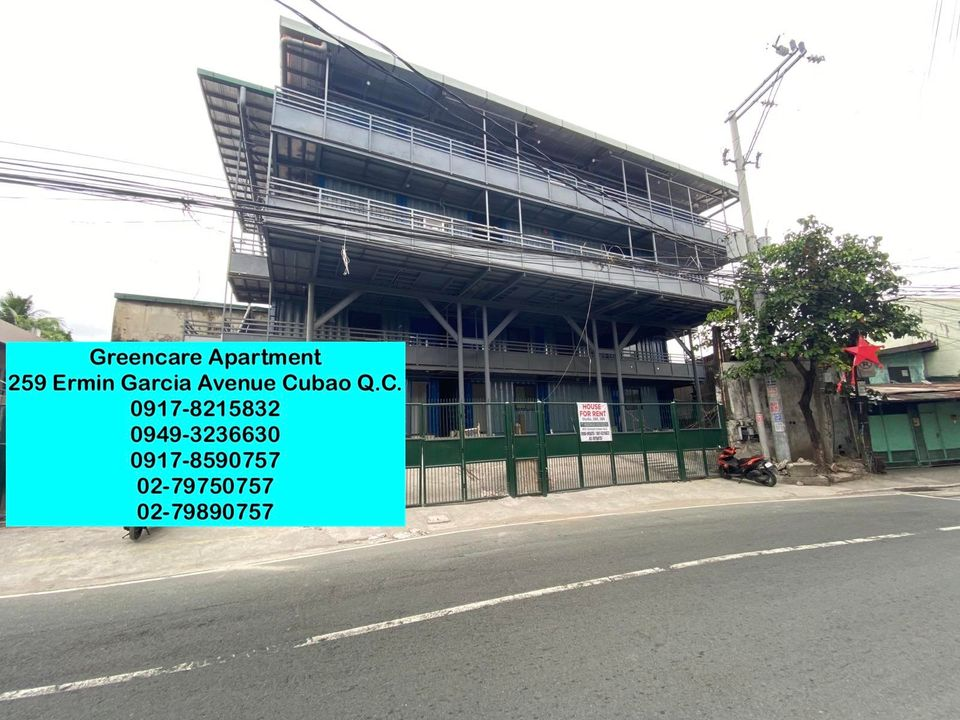 Greencare Apartment
259 Ermin Garcia Avenue Cubao Q.C.
0917-8215832
0949-3236630
0917-8590757
02-79750757
02-79890757
HOUSE
FOR RENT